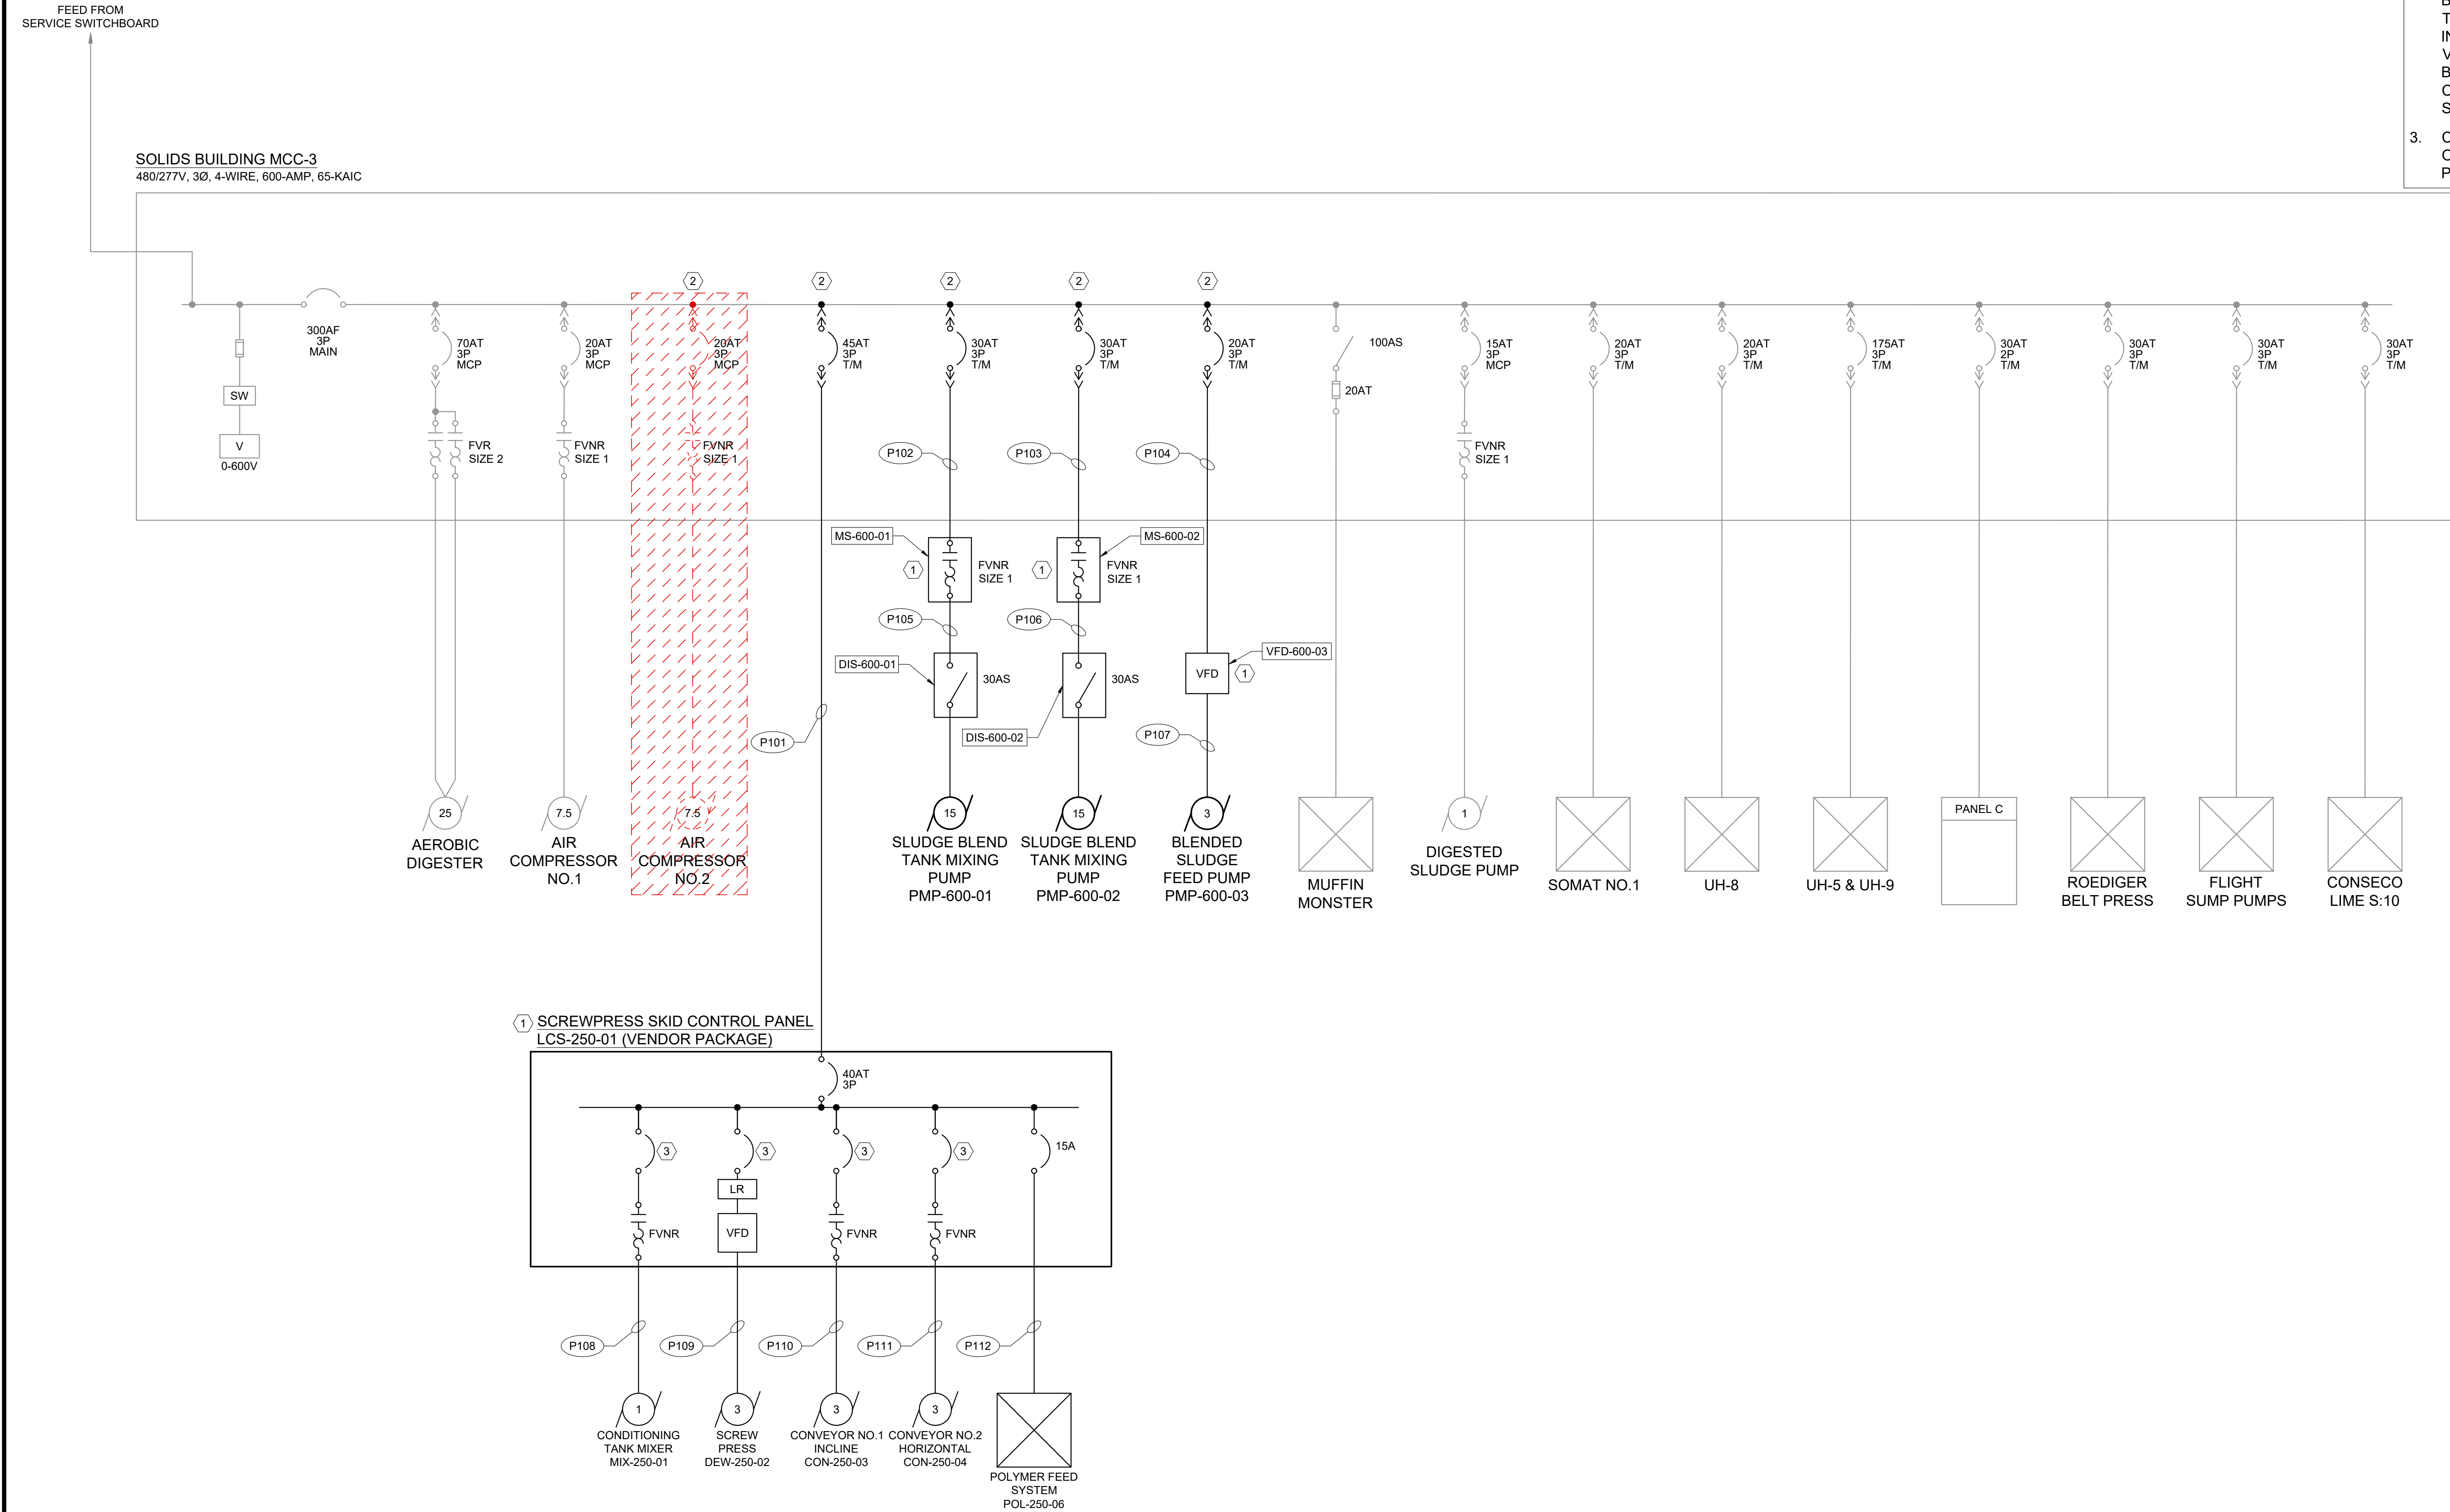 FEED FROM
SERVICE SWITCHBOARD
3.
SOLIDS BUILDING MCC-3
480/277V, 3Ø, 4-WIRE, 600-AMP, 65-KAIC
2
2
2
2
2
300AF
3P
MAIN
SW
V
0-600V
70AT
3P
MCP
FVR
SIZE 2
20AT
3P
MCP
FVNR
SIZE 1
20AT
3P
MCP
FVNR
SIZE 1
45AT
3P
T/M
30AT
3P
T/M
30AT
3P
T/M
20AT
3P
T/M
100AS
20AT
15AT
3P
MCP
FVNR
SIZE 1
20AT
3P
T/M
20AT
3P
T/M
175AT
3P
T/M
30AT
2P
T/M
30AT
3P
T/M
30AT
3P
T/M
30AT
3P
T/M
P102
P103
P104
MS-600-01
1
FVNR
SIZE 1
MS-600-02
1
FVNR
SIZE 1
P105
P106
DIS-600-01
30AS
DIS-600-02
30AS
VFD
VFD-600-03
1
P101
P107
25
AEROBIC
DIGESTER
7.5
AIR
COMPRESSOR
NO.1
7.5
AIR
COMPRESSOR
NO.2
15
SLUDGE BLEND
TANK MIXING
PUMP
PMP-600-01
15
SLUDGE BLEND
TANK MIXING
PUMP
PMP-600-02
3
BLENDED
SLUDGE
FEED PUMP
PMP-600-03
MUFFIN
MONSTER
1
DIGESTED
SLUDGE PUMP
SOMAT NO.1
UH-8
UH-5 & UH-9
PANEL C
ROEDIGER
BELT PRESS
FLIGHT
SUMP PUMPS
CONSECO
LIME S:10
1
SCREWPRESS SKID CONTROL PANEL
LCS-250-01 (VENDOR PACKAGE)
40AT
3P
3
3
3
3
15A
LR
FVNR
VFD
FVNR
FVNR
P108
P109
P110
P111
P112
1
CONDITIONING
TANK MIXER
MIX-250-01
3
SCREW
PRESS
DEW-250-02
3
CONVEYOR NO.1
INCLINE
CON-250-03
3
CONVEYOR NO.2
HORIZONTAL
CON-250-04
POLYMER FEED
SYSTEM
POL-250-06